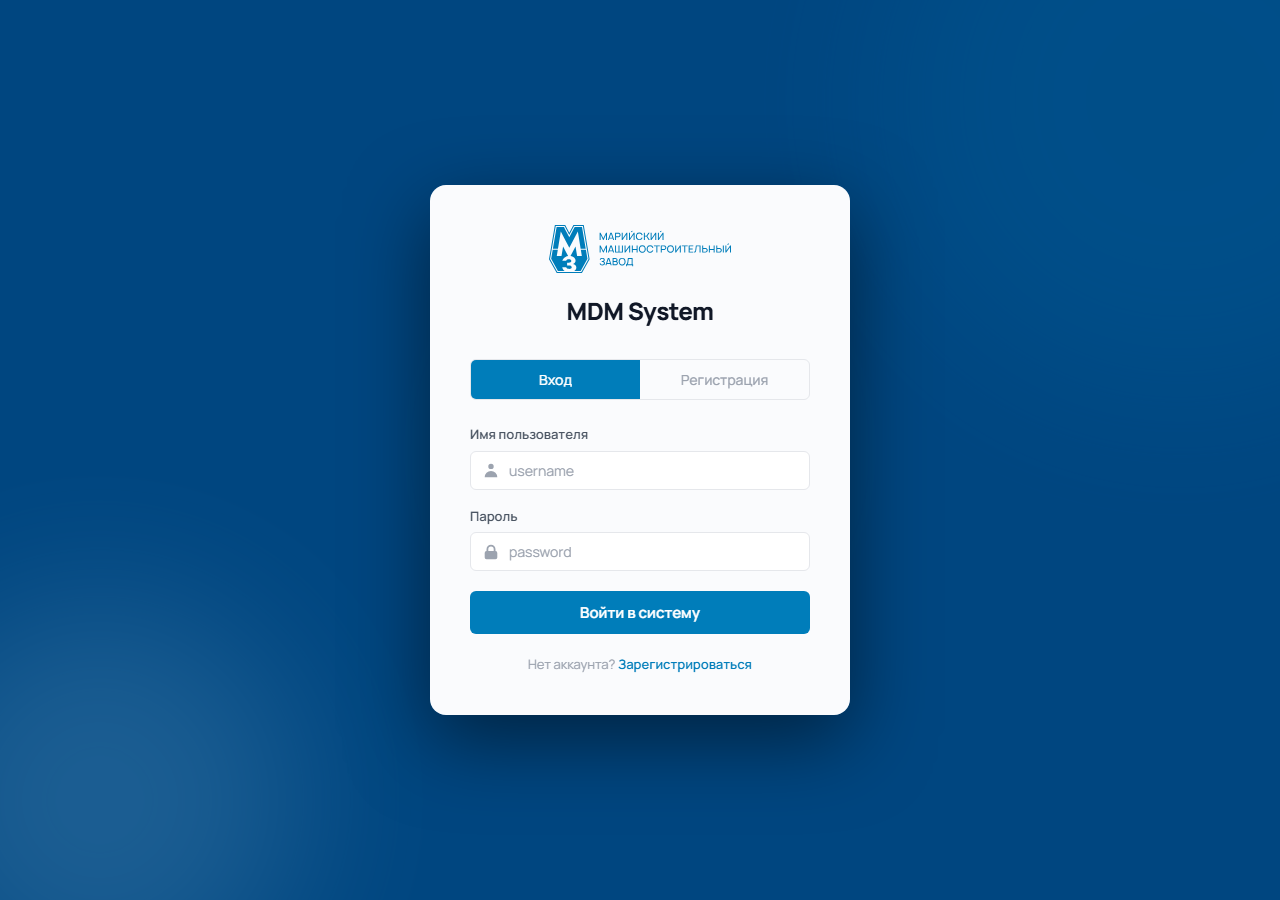 МЗ
МАРИЙСКИЙ
МАШИНОСТРОИТЕЛЬНЫЙ
ЗАВОД
MDM System
Вход Регистрация
Имя пользователя
username
Пароль
password
Войти в систему
Нет аккаунта? Зарегистрироваться